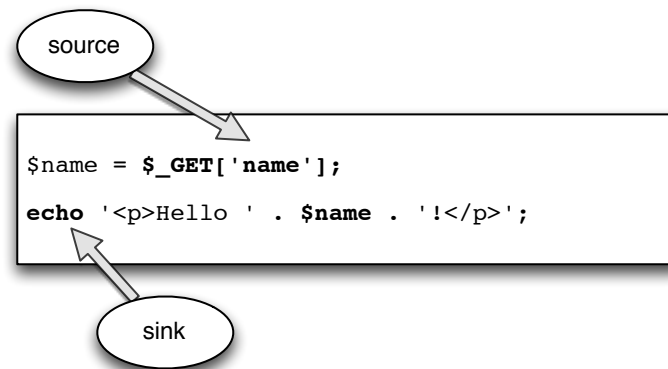 source
$name = $_GET['name'];
echo '<p>Hello ' . $name . '!</p>';
sink